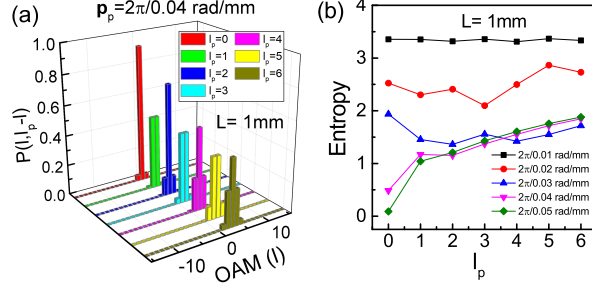 (a)
p_p=2π/0.04 rad/mm
l_p=0
l_p=1
l_p=2
l_p=3
l_p=4
l_p=5
l_p=6
L= 1mm
P(l,l_p-l)
1.0
0.8
0.6
0.4
0.2
0.0
-10
0
10
OAM (l)
(b)
L= 1mm
Entropy
4
3
2
1
0
2π/0.01 rad/mm
2π/0.02 rad/mm
2π/0.03 rad/mm
2π/0.04 rad/mm
2π/0.05 rad/mm
0 1 2 3 4 5 6
l_p